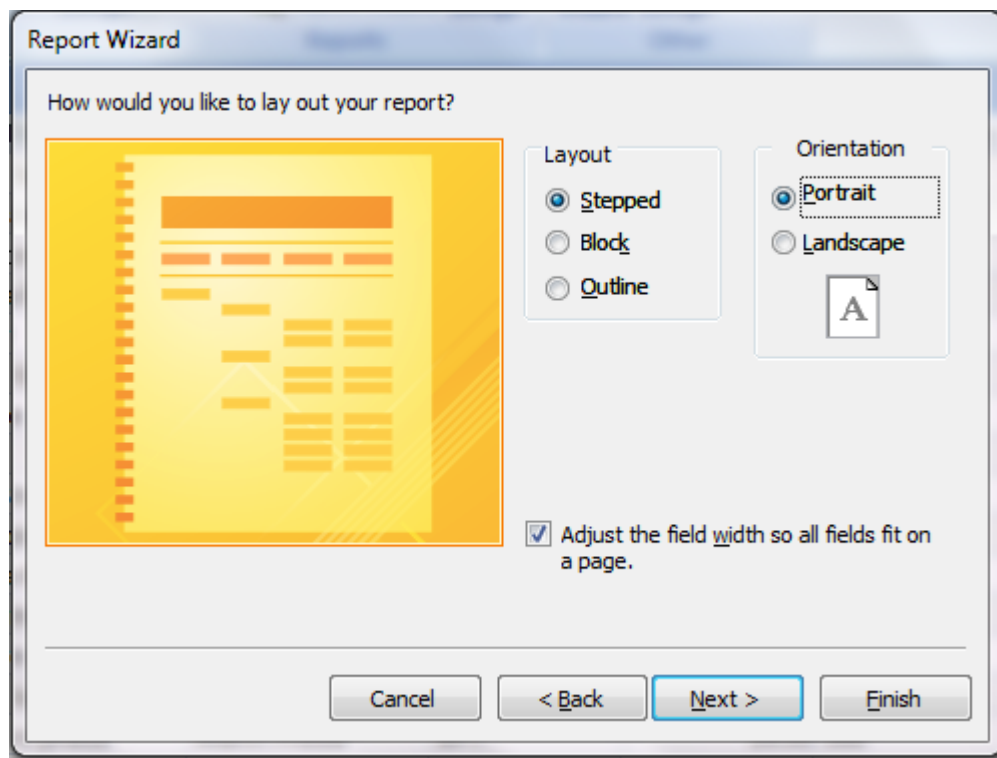 Report Wizard
How would you like to lay out your report?
Layout
Stepped
Block
Outline
Orientation
Portrait
Landscape
A
Adjust the field width so all fields fit on
a page.
Cancel
< Back
Next >
Finish